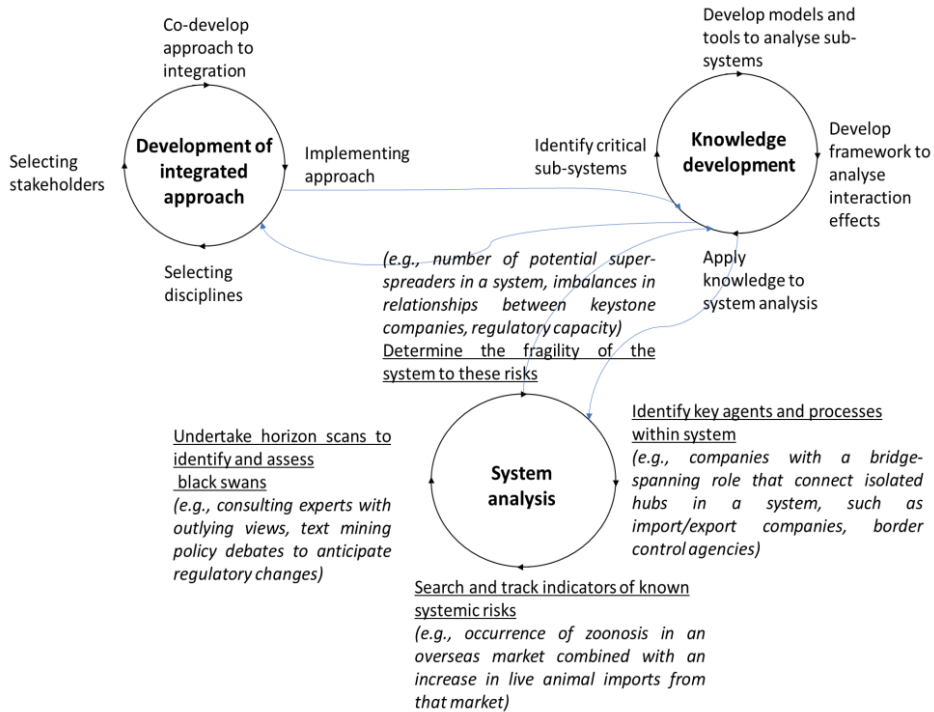 Co-develop
approach to
integration
Development of
integrated
approach
Selecting
stakeholders
Implementing
approach
Selecting
disciplines
Develop models and
tools to analyse sub-
systems
Knowledge
development
Identify critical
sub-systems
Develop
framework to
analyse
interaction
effects
Apply
knowledge to
system analysis
(e.g., number of potential super-
spreaders in a system, imbalances in
relationships between keystone
companies, regulatory capacity)
Determine the fragility of the
system to these risks
System
analysis
Identify key agents and processes
within system
(e.g., companies with a bridge-
spanning role that connect isolated
hubs in a system, such as
import/export companies, border
control agencies)
Search and track indicators of known
systemic risks
(e.g., occurrence of zoonosis in an
overseas market combined with an
increase in live animal imports from
that market)
Undertake horizon scans to
identify and assess
black swans
(e.g., consulting experts with
outlying views, text mining
policy debates to anticipate
regulatory changes)